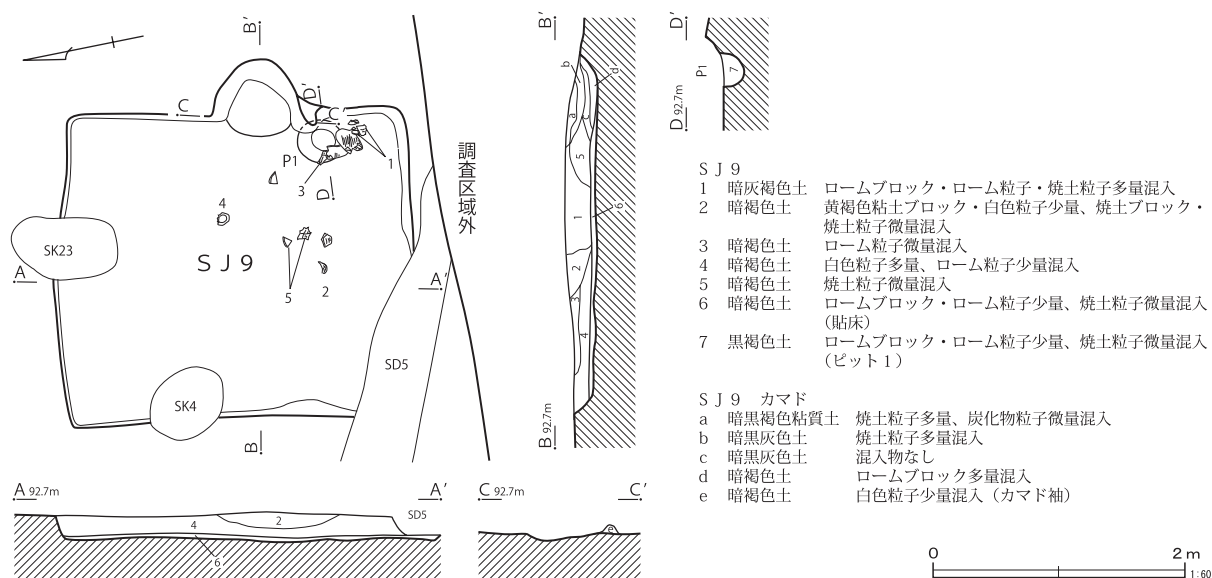 B'
C
D'
C'
P1
1
3
D
4
SK23
A
SJ9
A'
5
2
SK4
SD5
B
調査区域外
B'
b
d
a
5
1
6
2
3
4
B 92.7m
D'
P1
7
D 92.7m
A 92.7m
A'
4
2
SD5
6
C 92.7m
C'
e
SJ9
1 暗灰褐色土 ロームブロック・ローム粒子・焼土粒子多量混入
2 暗褐色土 黄褐色粘土ブロック・白色粒子少量、焼土ブロック・
焼土粒子微量混入
3 暗褐色土 ローム粒子微量混入
4 暗褐色土 白色粒子多量、ローム粒子少量混入
5 暗褐色土 焼土粒子微量混入
6 暗褐色土 ロームブロック・ローム粒子少量、焼土粒子微量混入
(貼床)
7 黒褐色土 ロームブロック・ローム粒子少量、焼土粒子微量混入
(ピット1)
SJ9 カマド
a 暗黒褐色粘質土 焼土粒子多量、炭化物粒子微量混入
b 暗黒灰色土 焼土粒子多量混入
c 暗黒灰色土 混入物なし
d 暗褐色土 ロームブロック多量混入
e 暗褐色土 白色粒子少量混入(カマド袖)
0 2m
1:60